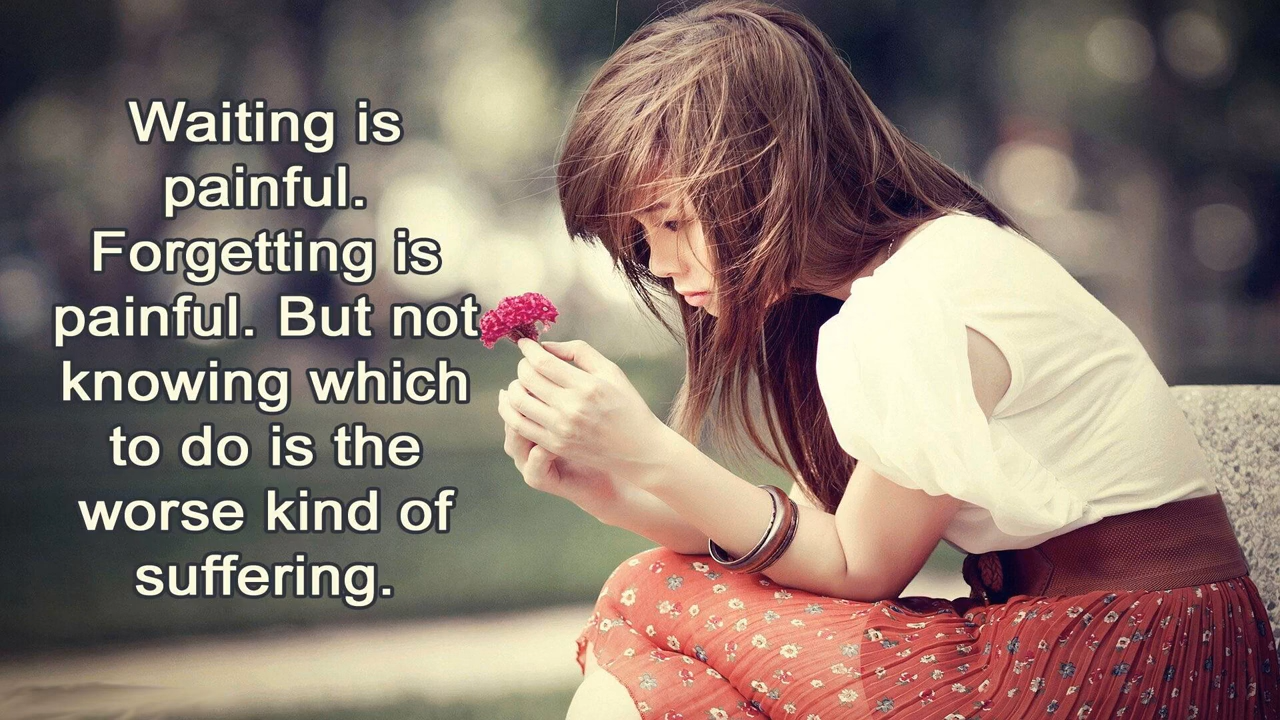 Waiting is
painful.
Forgetting is
painful. But not
knowing which
to do is the
worse kind of
suffering.